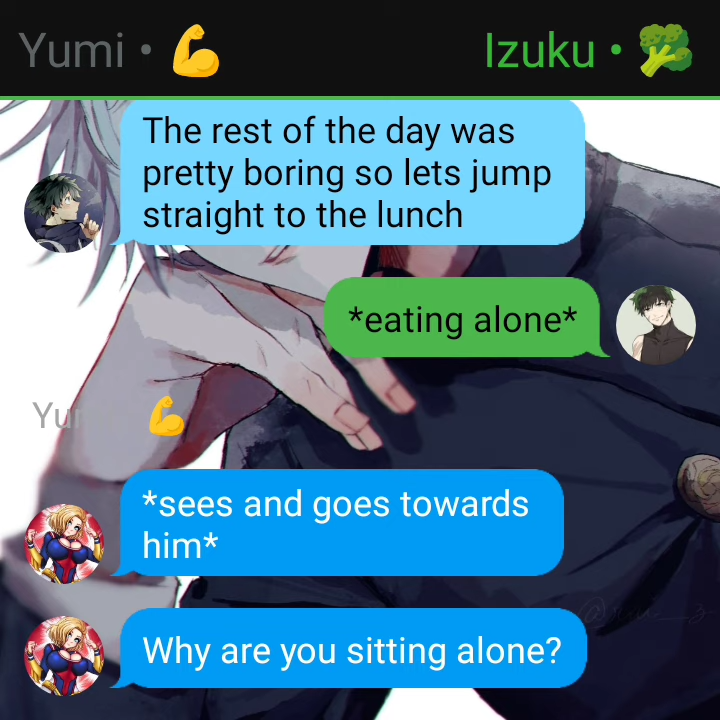 Yumi • 💪 Izuku • 🥦
The rest of the day was
pretty boring so lets jump
straight to the lunch
*eating alone*
💪
*sees and goes towards
him*
Why are you sitting alone?